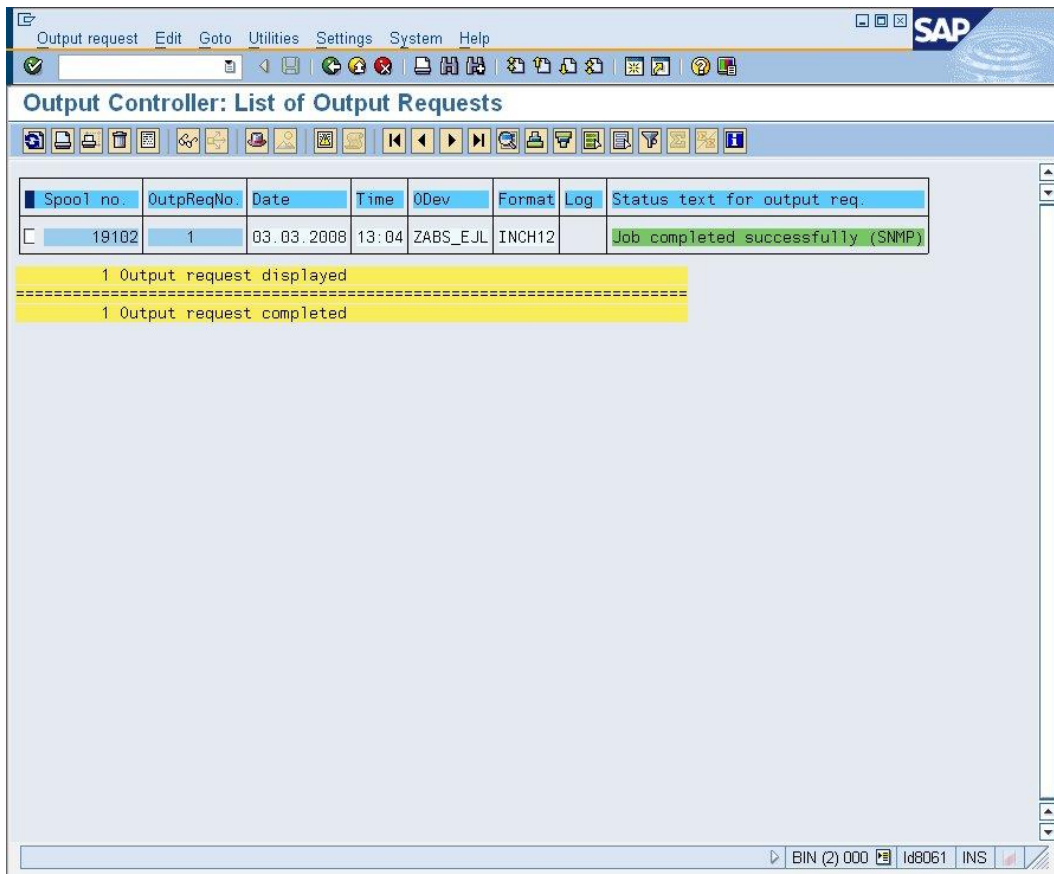 SAP
Output request Edit Goto Utilities Settings System Help
Output Controller: List of Output Requests
Spool no. OutpReqNo. Date Time ODev Format Log Status text for output req.
19102 1 03.03.2008 13:04 ZABS_EJL INCH12 Job completed successfully (SNMP)
1 Output request displayed
=======================================================================
1 Output request completed
BIN (2) 000 ld8061 INS